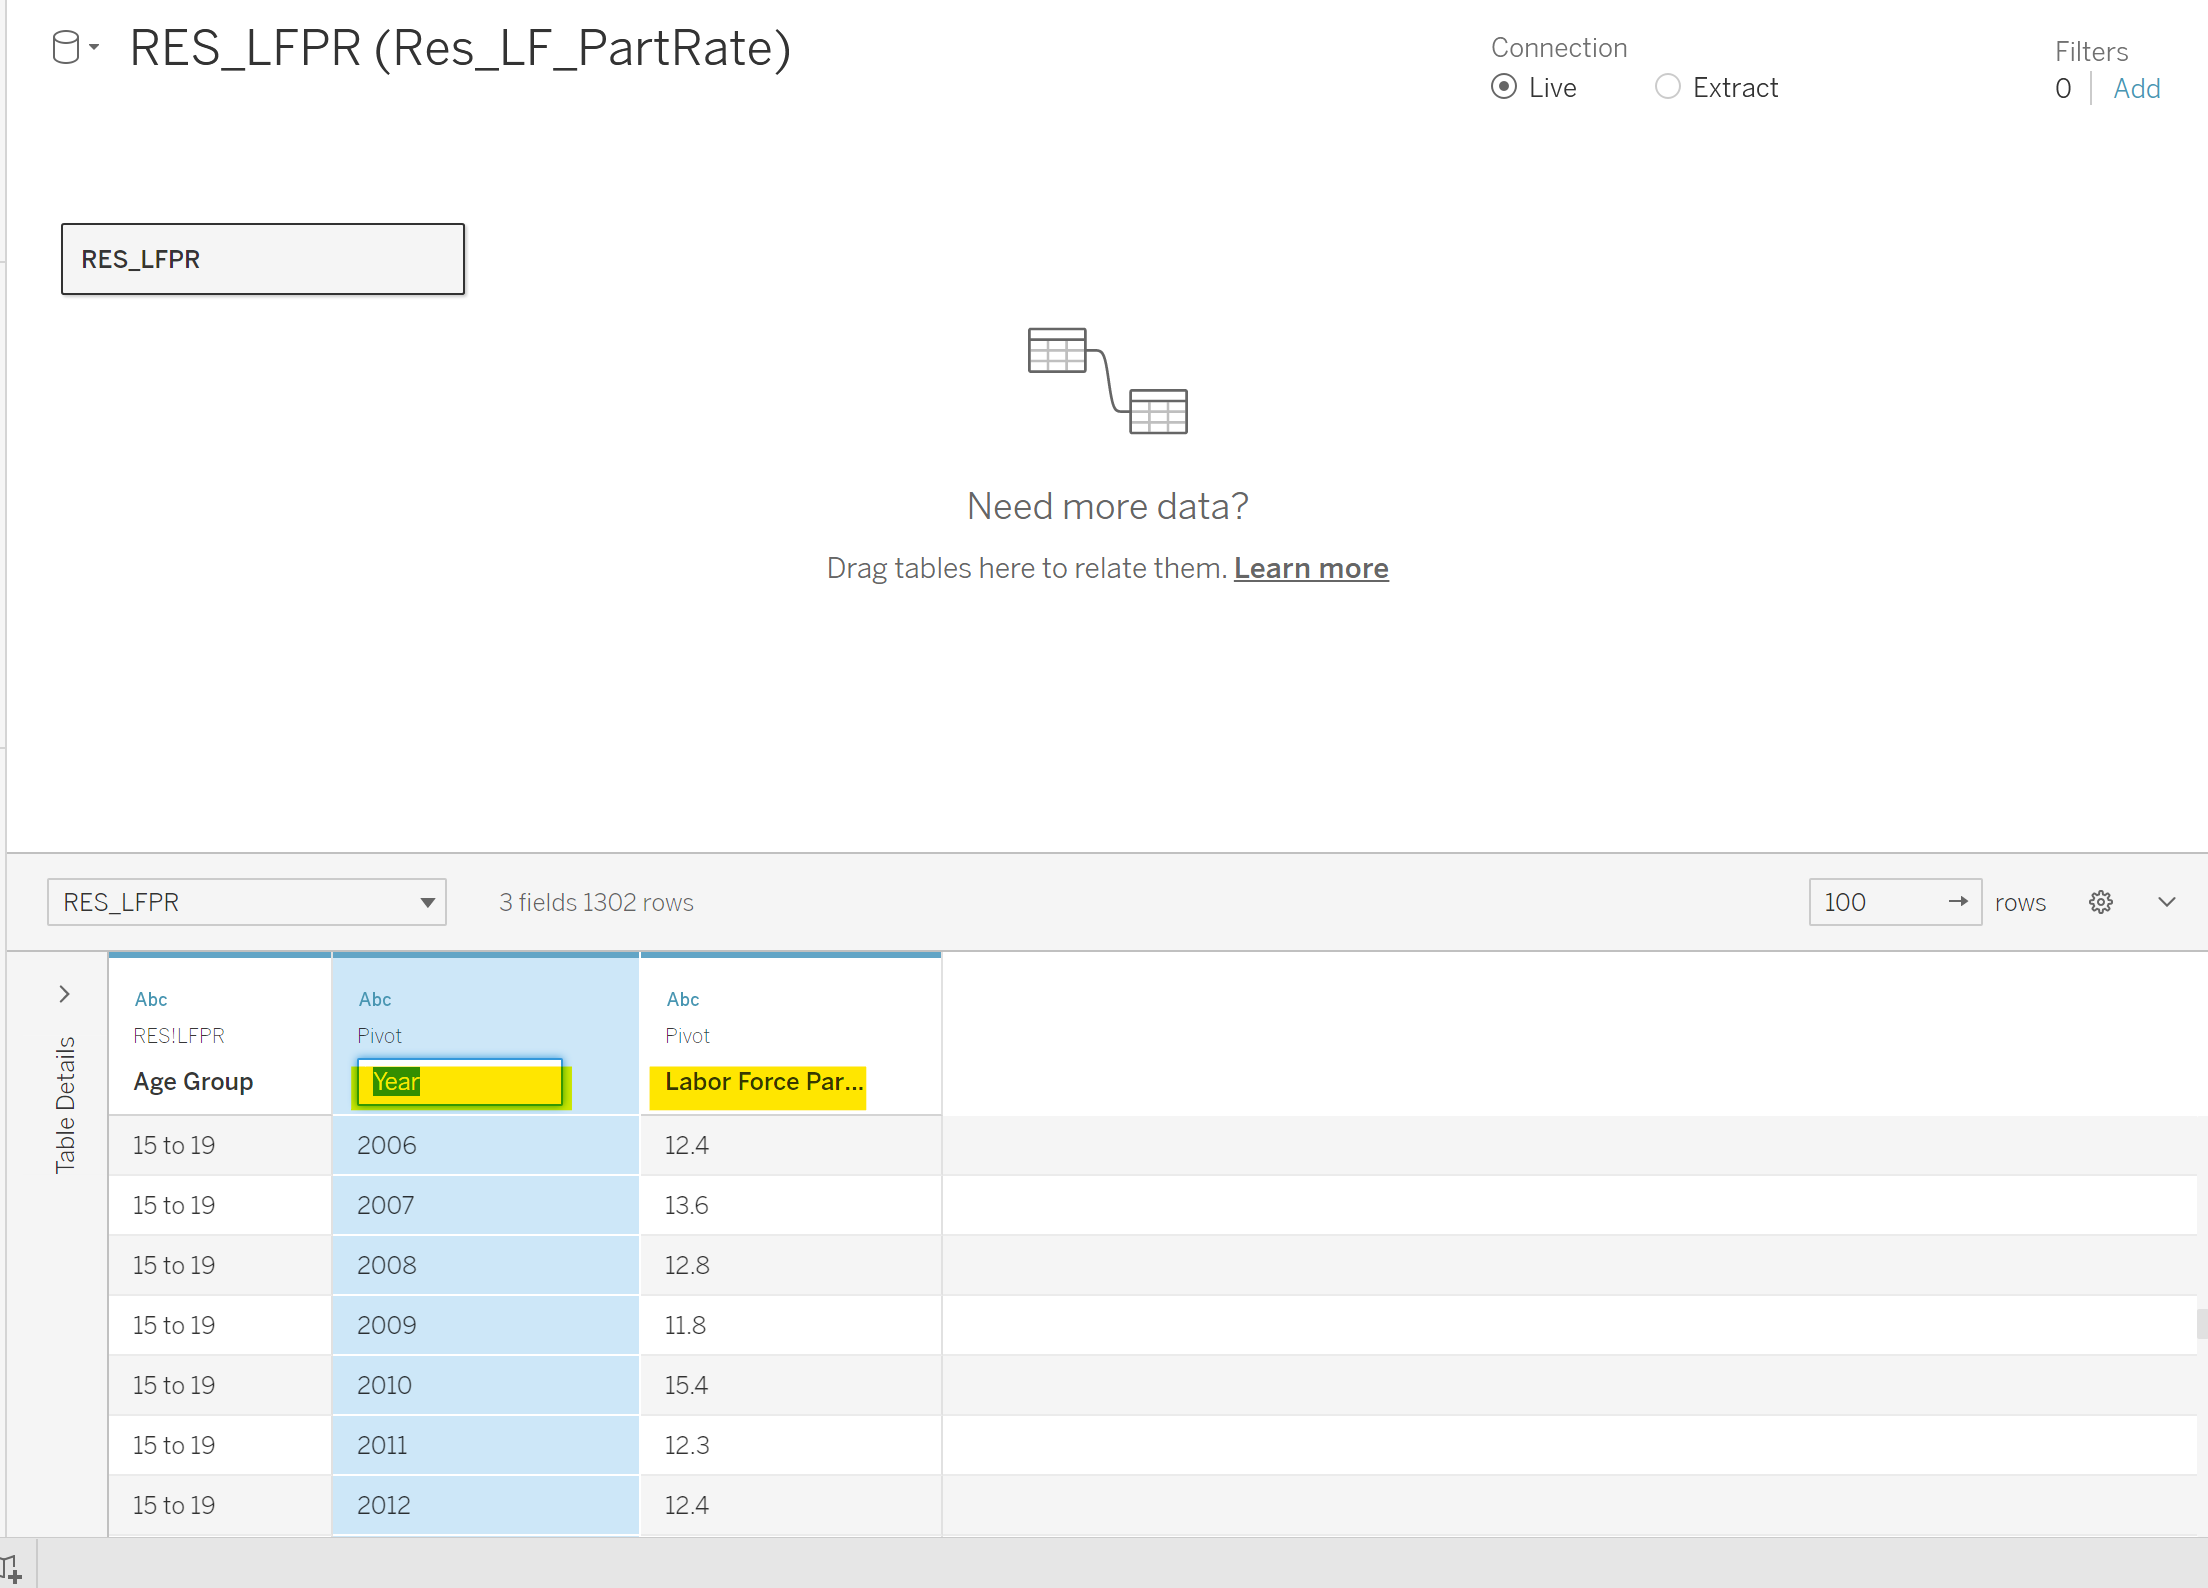 RES_LFPR (Res_LF_PartRate)
Connection
Live
Extract
Filters
0
Add
RES_LFPR
Need more data?
Drag tables here to relate them. Learn more
RES_LFPR
3 fields 1302 rows
100 → rows
Table Details
Abc Abc Abc
RES!LFPR Pivot Pivot
Age Group Year Labor Force Par...
15 to 19 2006 12.4
15 to 19 2007 13.6
15 to 19 2008 12.8
15 to 19 2009 11.8
15 to 19 2010 15.4
15 to 19 2011 12.3
15 to 19 2012 12.4